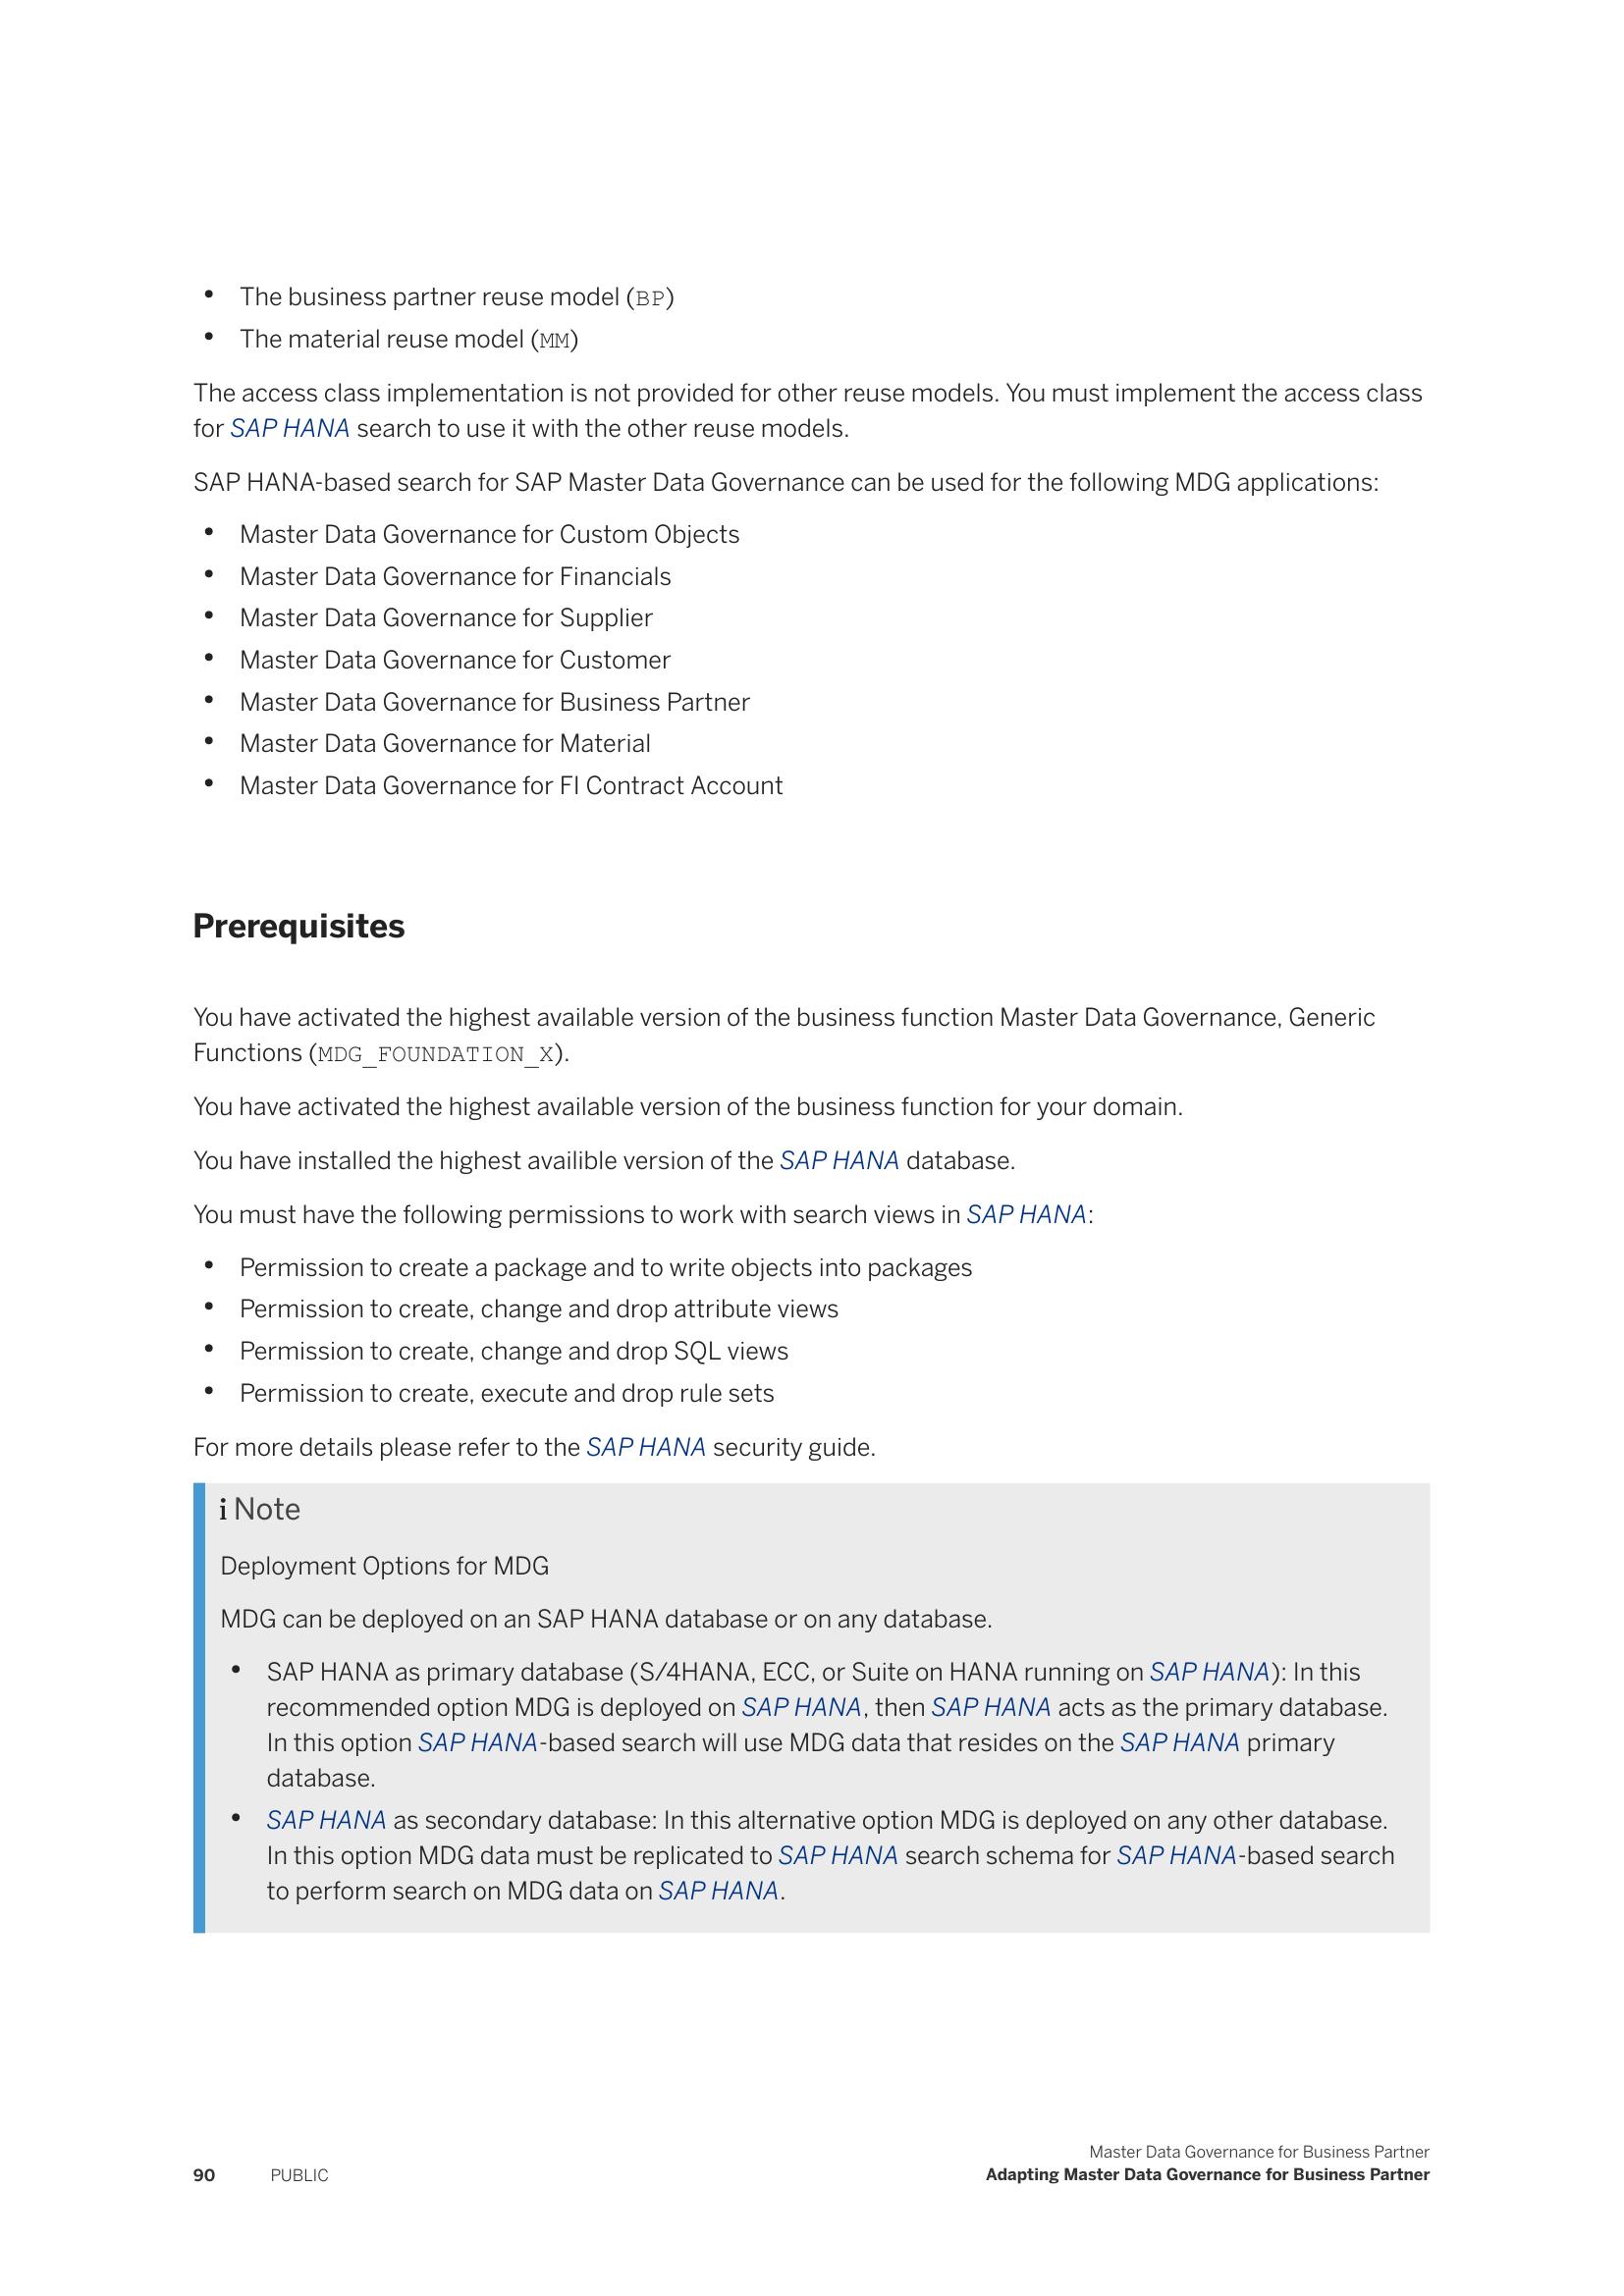 • The business partner reuse model (BP)
• The material reuse model (MM)
The access class implementation is not provided for other reuse models. You must implement the access class
for SAP HANA search to use it with the other reuse models.
SAP HANA-based search for SAP Master Data Governance can be used for the following MDG applications:
• Master Data Governance for Custom Objects
• Master Data Governance for Financials
• Master Data Governance for Supplier
• Master Data Governance for Customer
• Master Data Governance for Business Partner
• Master Data Governance for Material
• Master Data Governance for FI Contract Account
Prerequisites
You have activated the highest available version of the business function Master Data Governance, Generic
Functions (MDG_FOUNDATION_X).
You have activated the highest available version of the business function for your domain.
You have installed the highest availible version of the SAP HANA database.
You must have the following permissions to work with search views in SAP HANA:
• Permission to create a package and to write objects into packages
• Permission to create, change and drop attribute views
• Permission to create, change and drop SQL views
• Permission to create, execute and drop rule sets
For more details please refer to the SAP HANA security guide.
i Note
Deployment Options for MDG
MDG can be deployed on an SAP HANA database or on any database.
• SAP HANA as primary database (S/4HANA, ECC, or Suite on HANA running on SAP HANA): In this
recommended option MDG is deployed on SAP HANA, then SAP HANA acts as the primary database.
In this option SAP HANA-based search will use MDG data that resides on the SAP HANA primary
database.
• SAP HANA as secondary database: In this alternative option MDG is deployed on any other database.
In this option MDG data must be replicated to SAP HANA search schema for SAP HANA-based search
to perform search on MDG data on SAP HANA.
Master Data Governance for Business Partner
90 PUBLIC Adapting Master Data Governance for Business Partner